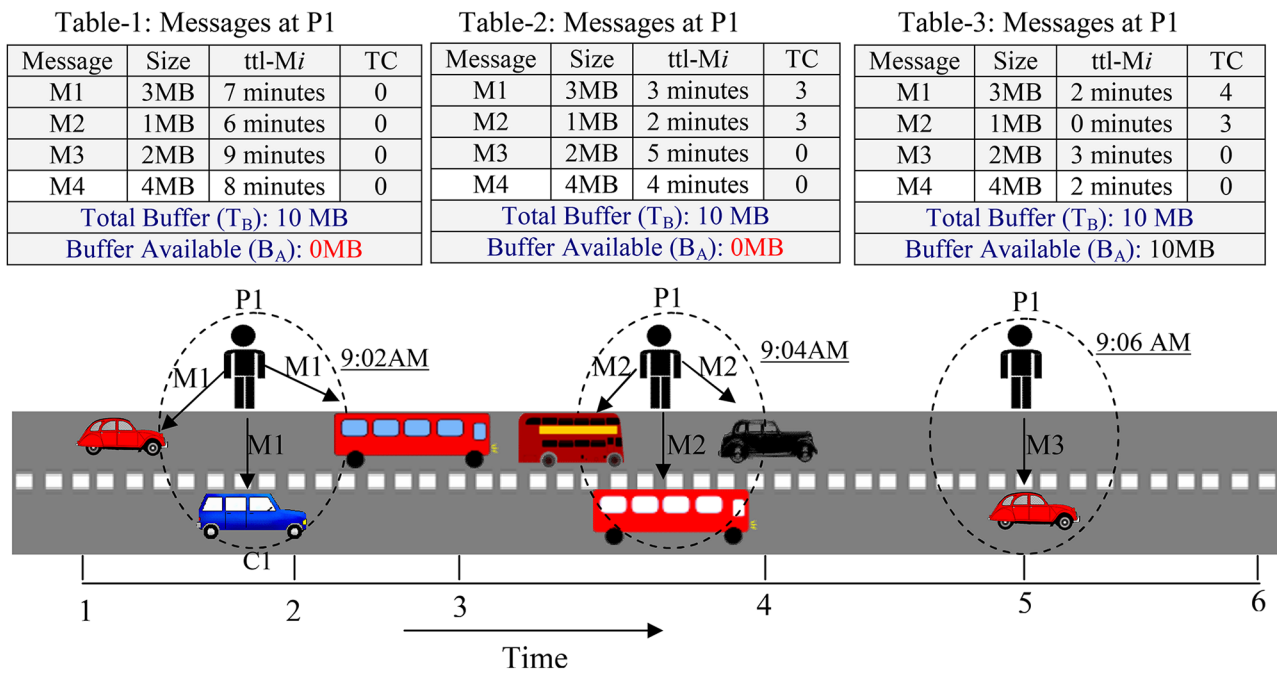 Table-1: Messages at P1
Message Size ttl-Mi TC
M1 3MB 7 minutes 0
M2 1MB 6 minutes 0
M3 2MB 9 minutes 0
M4 4MB 8 minutes 0
Total Buffer (TB): 10 MB
Buffer Available (BA): 0MB
Table-2: Messages at P1
Message Size ttl-Mi TC
M1 3MB 3 minutes 3
M2 1MB 2 minutes 3
M3 2MB 5 minutes 0
M4 4MB 4 minutes 0
Total Buffer (TB): 10 MB
Buffer Available (BA): 0MB
Table-3: Messages at P1
Message Size ttl-Mi TC
M1 3MB 2 minutes 4
M2 1MB 0 minutes 3
M3 2MB 3 minutes 0
M4 4MB 2 minutes 0
Total Buffer (TB): 10 MB
Buffer Available (BA): 10MB
P1
9:02AM
M1
M1
M1
C1
P1
9:04AM
M2
M2
M2
P1
9:06 AM
M3
1 2 3 4 5 6
Time